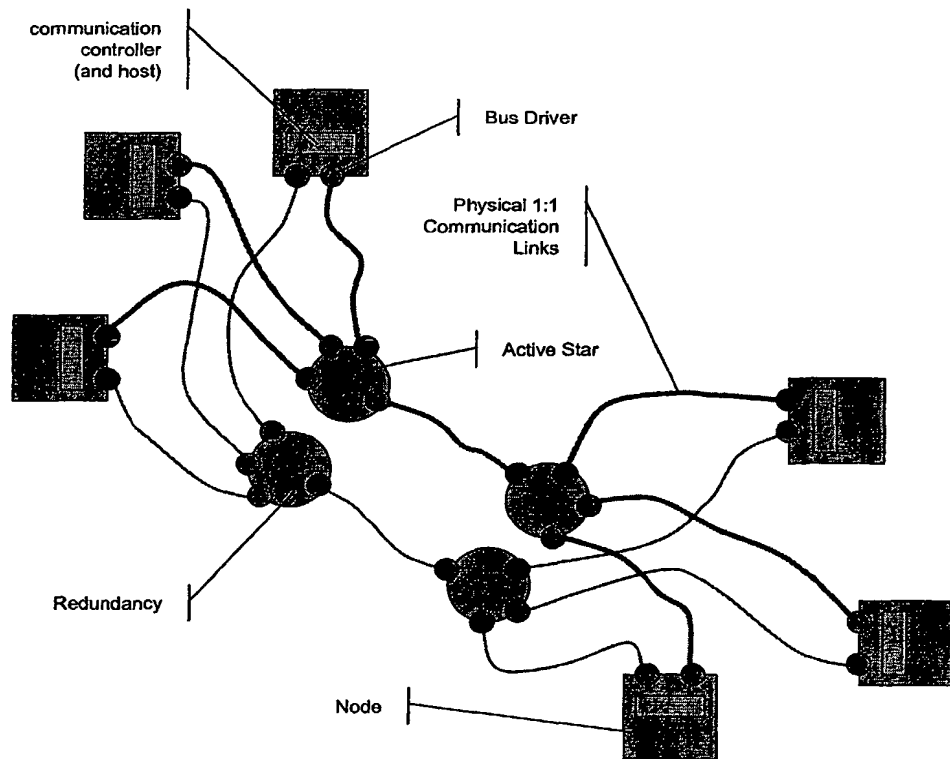 communication
controller
(and host)
Bus Driver
Physical 1:1
Communication
Links
Active Star
Redundancy
Node